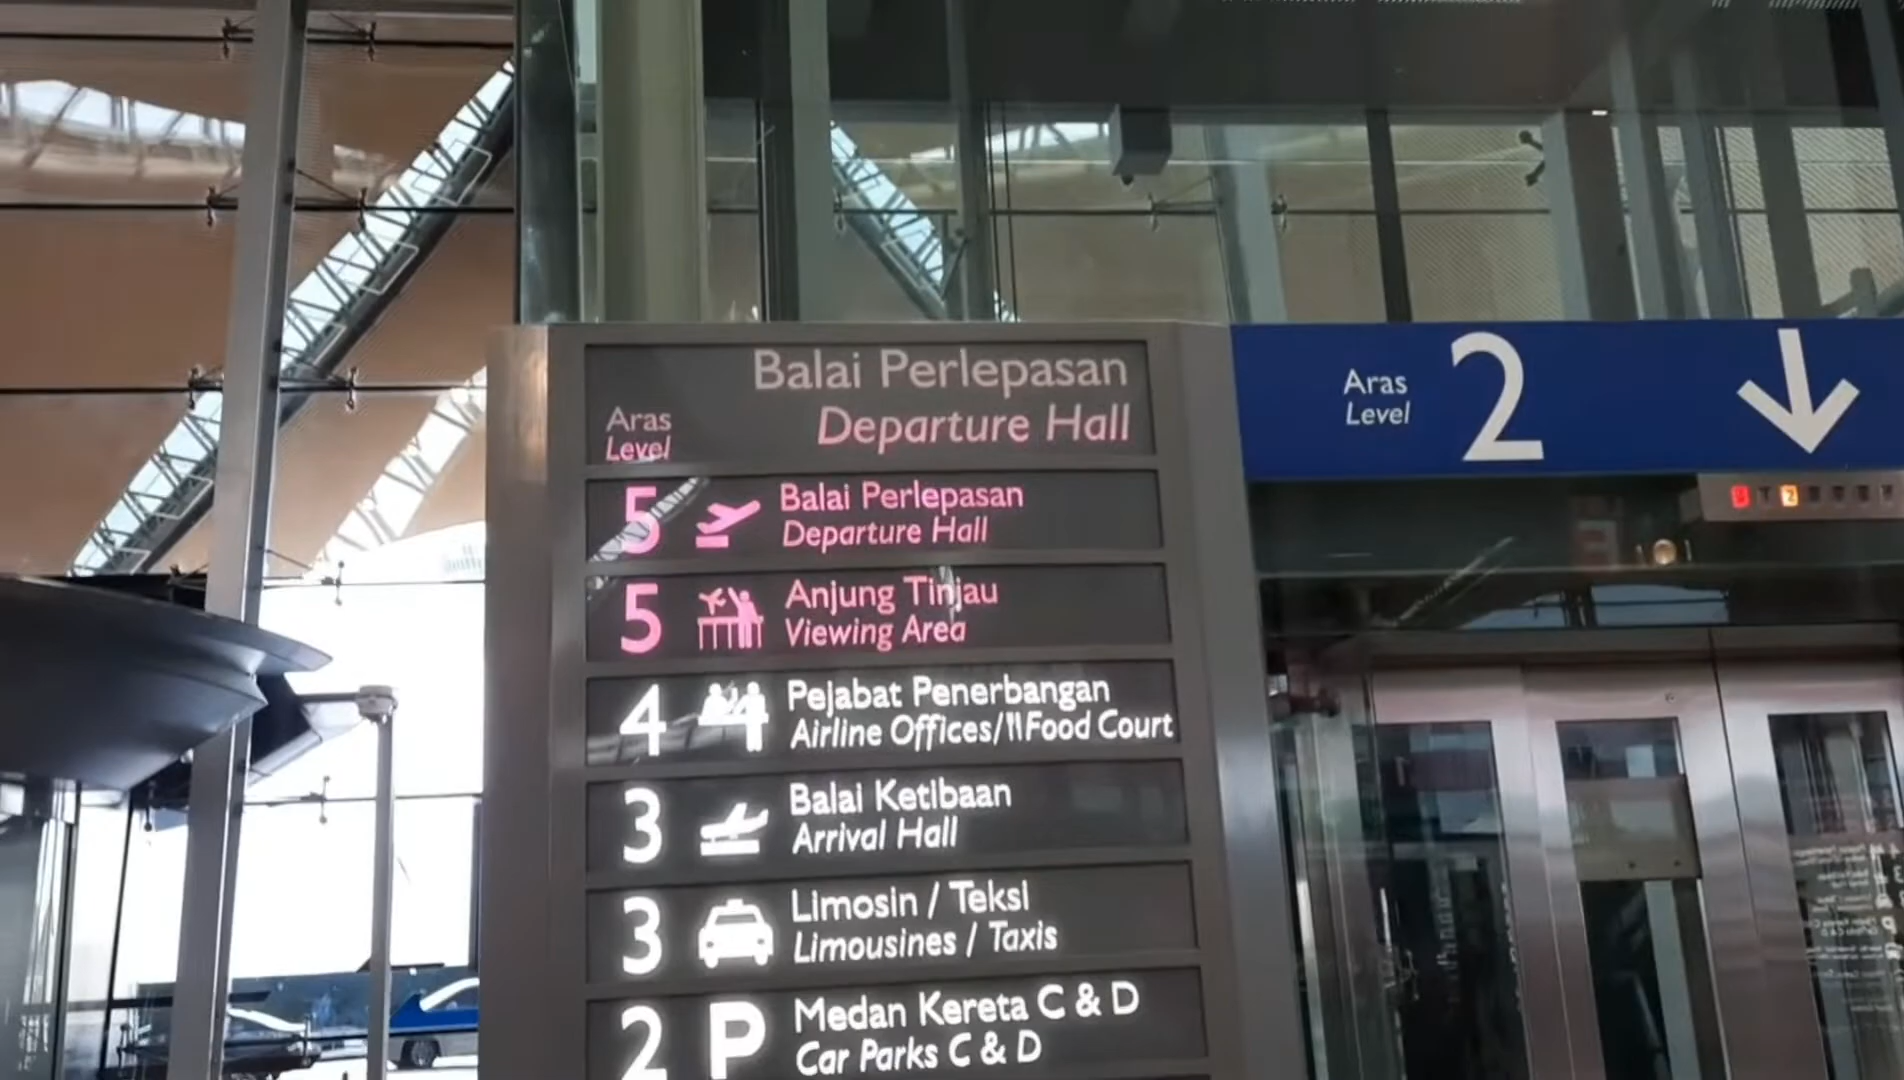 Balai Perlepasan
Departure Hall
Aras
Level
5 Balai Perlepasan
Departure Hall
5 Anjung Tinjau
Viewing Area
4 Pejabat Penerbangan
Airline Offices/Food Court
3 Balai Ketibaan
Arrival Hall
3 Limosin / Teksi
Limousines / Taxis
2 P Medan Kereta C & D
Car Parks C & D
Aras
Level
2
2